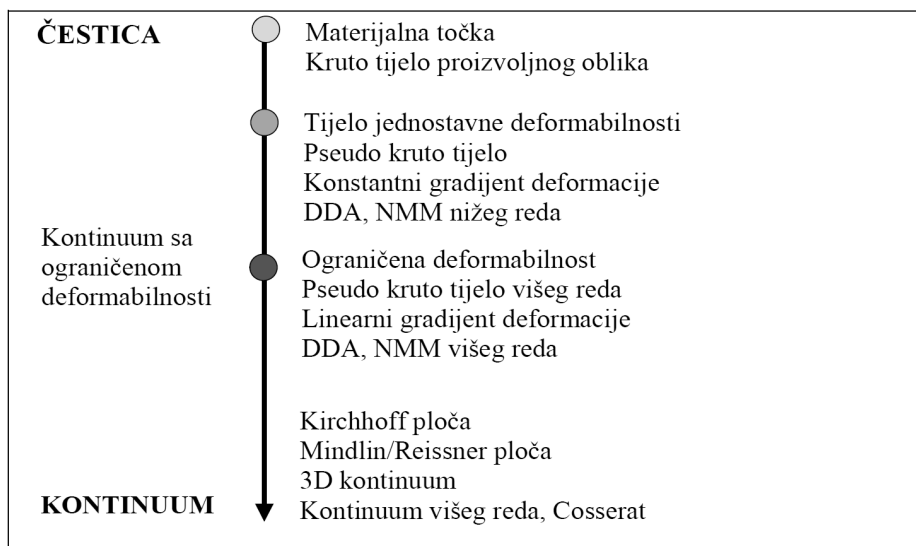 ČESTICA
Materijalna točka
Kruto tijelo proizvoljnog oblika
Tijelo jednostavne deformabilnosti
Pseudo kruto tijelo
Konstantni gradijent deformacije
DDA, NMM nižeg reda
Kontinuum sa
ograničenom
deformabilnosti
Ograničena deformabilnost
Pseudo kruto tijelo višeg reda
Linearni gradijent deformacije
DDA, NMM višeg reda
Kirchhoff ploča
Mindlin/Reissner ploča
3D kontinuum
KONTINUUM
Kontinuum višeg reda, Cosserat